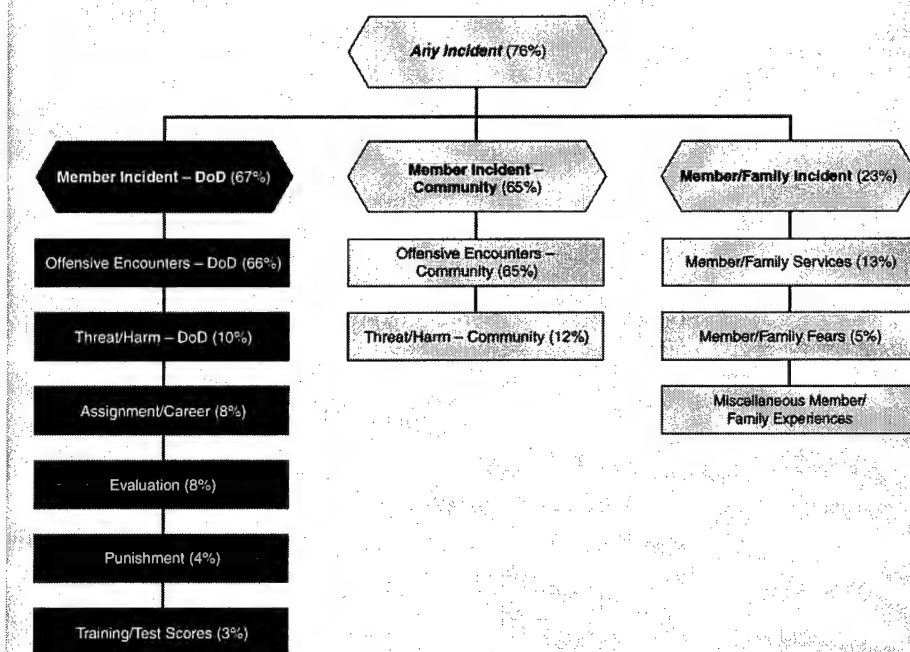 Any Incident (76%)
Member Incident – DoD (67%)
Offensive Encounters – DoD (66%)
Threat/Harm – DoD (10%)
Assignment/Career (8%)
Evaluation (8%)
Punishment (4%)
Training/Test Scores (3%)
Member Incident –
Community (65%)
Offensive Encounters –
Community (65%)
Threat/Harm – Community (12%)
Member/Family Incident (23%)
Member/Family Services (13%)
Member/Family Fears (5%)
Miscellaneous Member/
Family Experiences